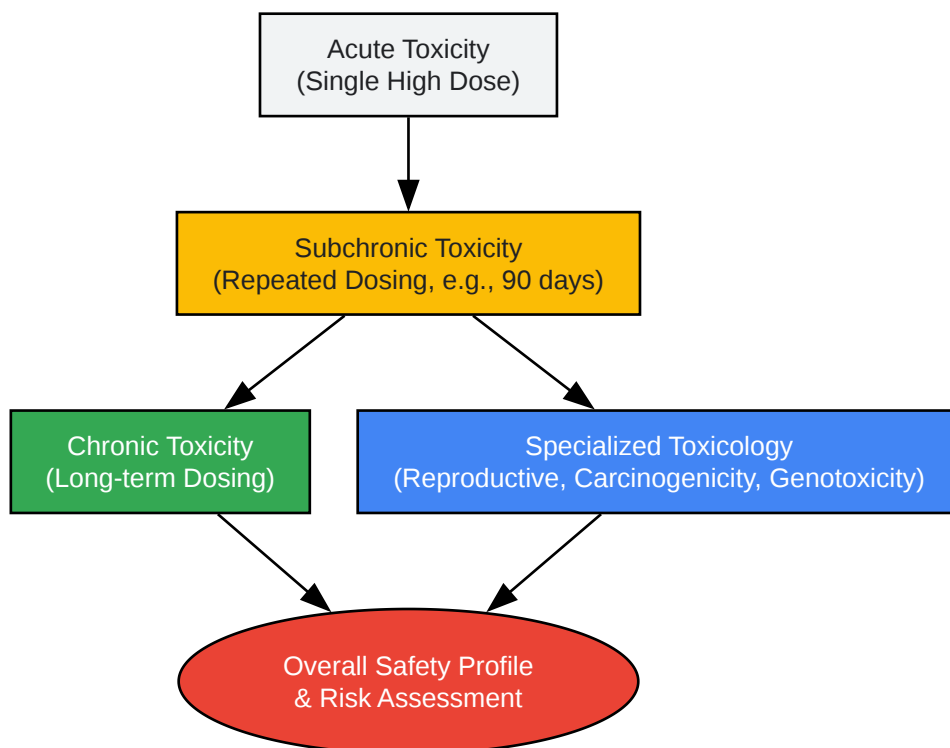 Acute Toxicity
(Single High Dose)
Subchronic Toxicity
(Repeated Dosing, e.g., 90 days)
Chronic Toxicity
(Long-term Dosing)
Specialized Toxicology
(Reproductive, Carcinogenicity, Genotoxicity)
Overall Safety Profile
& Risk Assessment